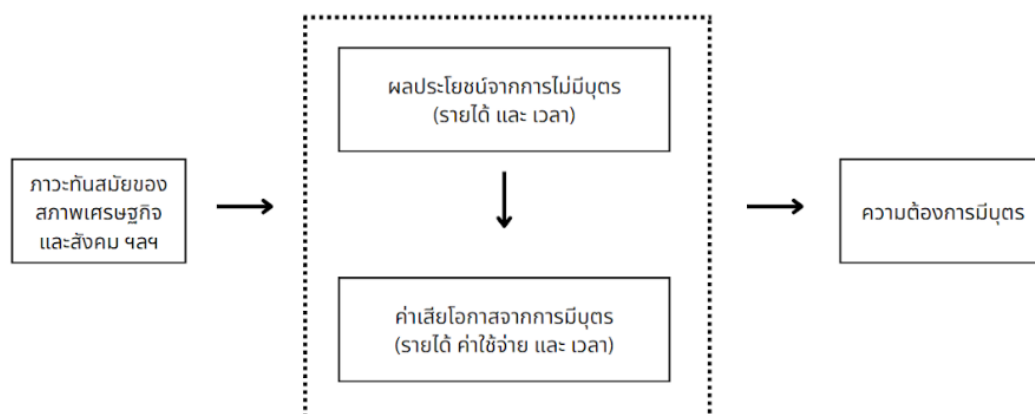 ภาวะทันสมัยของ
สภาพเศรษฐกิจ
และสังคม ฯลฯ
ผลประโยชน์จากการไม่มีบุตร
(รายได้ และ เวลา)
ค่าเสียโอกาสจากการมีบุตร
(รายได้ ค่าใช้จ่าย และ เวลา)
ความต้องการมีบุตร